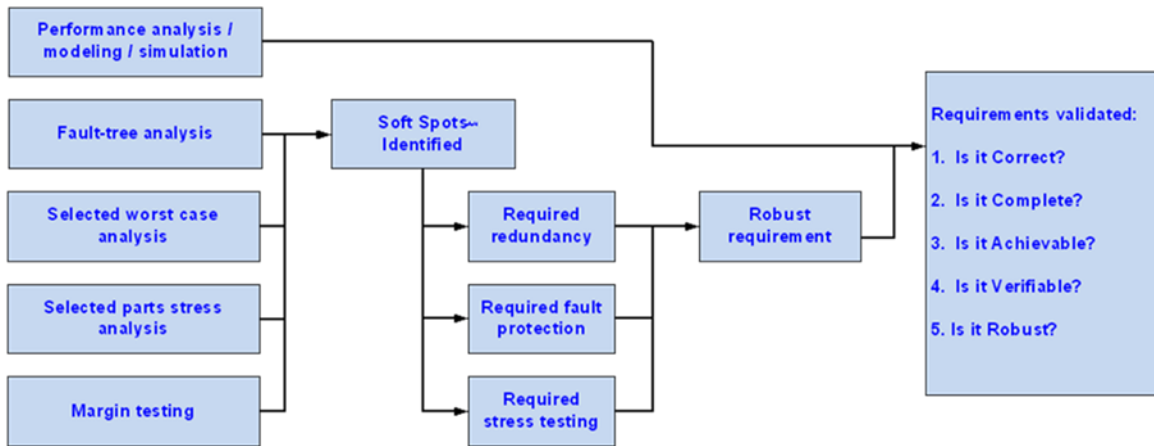 Performance analysis /
modeling / simulation
Fault-tree analysis
Selected worst case
analysis
Selected parts stress
analysis
Margin testing
Soft Spots~
Identified
Required
redundancy
Required fault
protection
Required
stress testing
Robust
requirement
Requirements validated:
1. Is it Correct?
2. Is it Complete?
3. Is it Achievable?
4. Is it Verifiable?
5. Is it Robust?